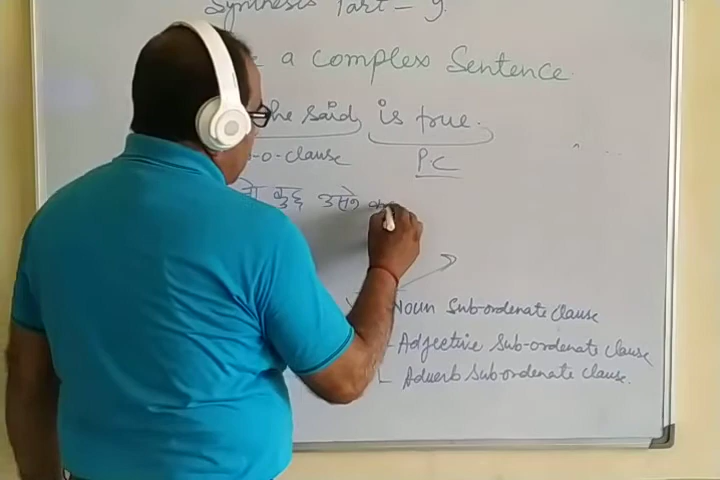 Synthesis Part - 9.
a Complex Sentence.
he said, is true.
-o-clause P.C
कुछ उसने
Noun Sub-ordenate Clause
Adjective Sub-ordenate Clause
Adverb Sub-ordenate Clause.